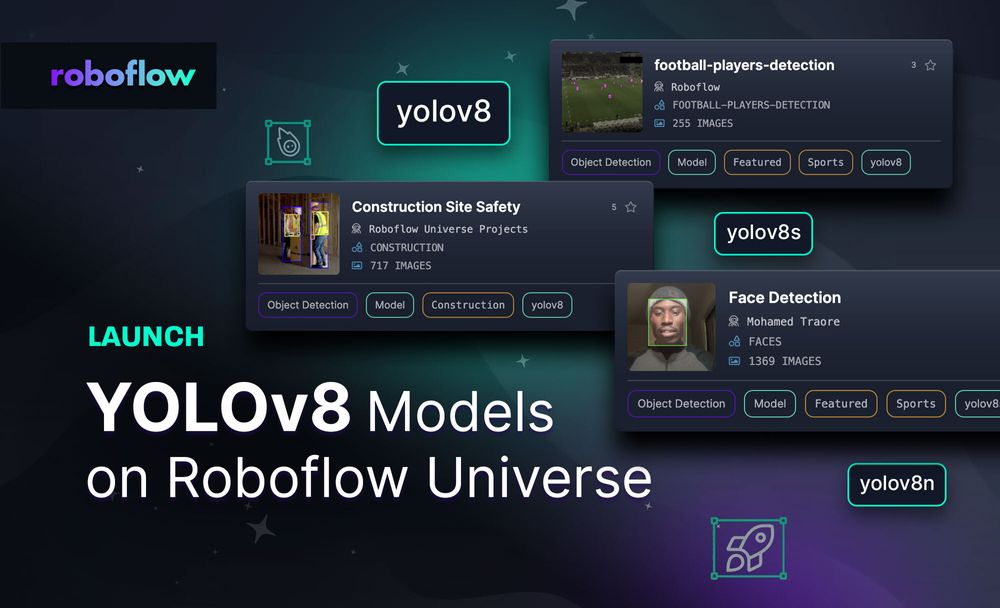 roboflow
yolov8
football-players-detection
3
Roboflow
FOOTBALL-PLAYERS-DETECTION
255 IMAGES
Object Detection
Model
Featured
Sports
yolov8
Construction Site Safety
5
Roboflow Universe Projects
CONSTRUCTION
717 IMAGES
Object Detection
Model
Construction
yolov8
yolov8s
Face Detection
Mohamed Traore
FACES
1369 IMAGES
Object Detection
Model
Featured
Sports
yolov8
LAUNCH
YOLOv8 Models
on Roboflow Universe
yolov8n